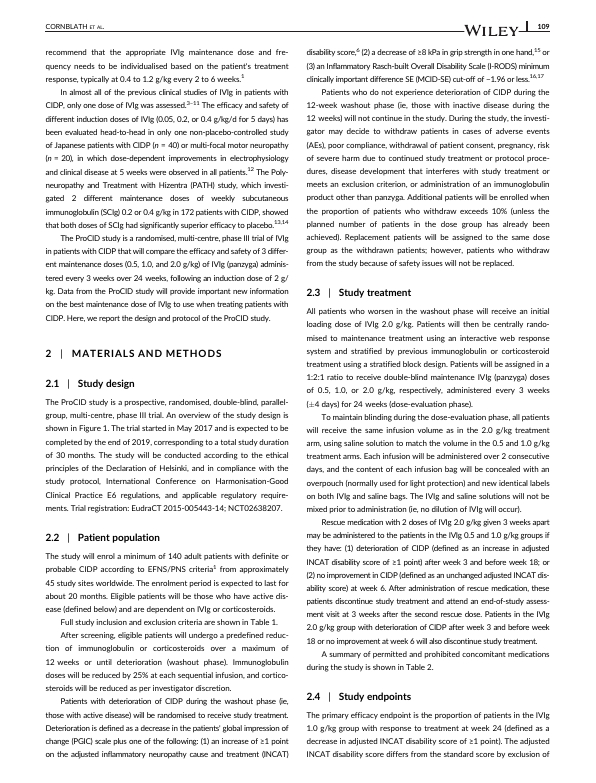 CORNBLATH ET AL.
WILEY
109
recommend that the appropriate IVIg maintenance dose and fre-
quency needs to be individualised based on the patient's treatment
response, typically at 0.4 to 1.2 g/kg every 2 to 6 weeks.1
In almost all of the previous clinical studies of IVIg in patients with
CIDP, only one dose of IVIg was assessed.3-11 The efficacy and safety of
different induction doses of IVIg (0.05, 0.2, or 0.4 g/kg/d for 5 days) has
been evaluated head-to-head in only one non-placebo-controlled study
of Japanese patients with CIDP (n = 40) or multi-focal motor neuropathy
(n = 20), in which dose-dependent improvements in electrophysiology
and clinical disease at 5 weeks were observed in all patients.12 The Poly-
neuropathy and Treatment with Hizentra (PATH) study, which investi-
gated 2 different maintenance doses of weekly subcutaneous
immunoglobulin (SCIg) 0.2 or 0.4 g/kg in 172 patients with CIDP, showed
that both doses of SCIg had significantly superior efficacy to placebo.13,14
The ProCID study is a randomised, multi-centre, phase III trial of IVIg
in patients with CIDP that will compare the efficacy and safety of 3 differ-
ent maintenance doses (0.5, 1.0, and 2.0 g/kg) of IVIg (panzyga) adminis-
tered every 3 weeks over 24 weeks, following an induction dose of 2 g/
kg. Data from the ProCID study will provide important new information
on the best maintenance dose of IVIg to use when treating patients with
CIDP. Here, we report the design and protocol of the ProCID study.
2 | MATERIALS AND METHODS
2.1 | Study design
The ProCID study is a prospective, randomised, double-blind, parallel-
group, multi-centre, phase III trial. An overview of the study design is
shown in Figure 1. The trial started in May 2017 and is expected to be
completed by the end of 2019, corresponding to a total study duration
of 30 months. The study will be conducted according to the ethical
principles of the Declaration of Helsinki, and in compliance with the
study protocol, International Conference on Harmonisation-Good
Clinical Practice E6 regulations, and applicable regulatory require-
ments. Trial registration: EudraCT 2015-005443-14; NCT02638207.
2.2 | Patient population
The study will enrol a minimum of 140 adult patients with definite or
probable CIDP according to EFNS/PNS criteria1 from approximately
45 study sites worldwide. The enrolment period is expected to last for
about 20 months. Eligible patients will be those who have active dis-
ease (defined below) and are dependent on IVIg or corticosteroids.
Full study inclusion and exclusion criteria are shown in Table 1.
After screening, eligible patients will undergo a predefined reduc-
tion of immunoglobulin or corticosteroids over a maximum of
12 weeks or until deterioration (washout phase). Immunoglobulin
doses will be reduced by 25% at each sequential infusion, and cortico-
steroids will be reduced as per investigator discretion.
Patients with deterioration of CIDP during the washout phase (ie,
those with active disease) will be randomised to receive study treatment.
Deterioration is defined as a decrease in the patients' global impression of
change (PGIC) scale plus one of the following: (1) an increase of ≥1 point
on the adjusted inflammatory neuropathy cause and treatment (INCAT)
disability score,6 (2) a decrease of ≥8 kPa in grip strength in one hand,15 or
(3) an Inflammatory Rasch-built Overall Disability Scale (I-RODS) minimum
clinically important difference SE (MCID-SE) cut-off of −1.96 or less.16,17
Patients who do not experience deterioration of CIDP during the
12-week washout phase (ie, those with inactive disease during the
12 weeks) will not continue in the study. During the study, the investi-
gator may decide to withdraw patients in cases of adverse events
(AEs), poor compliance, withdrawal of patient consent, pregnancy, risk
of severe harm due to continued study treatment or protocol proce-
dures, disease development that interferes with study treatment or
meets an exclusion criterion, or administration of an immunoglobulin
product other than panzyga. Additional patients will be enrolled when
the proportion of patients who withdraw exceeds 10% (unless the
planned number of patients in the dose group has already been
achieved). Replacement patients will be assigned to the same dose
group as the withdrawn patients; however, patients who withdraw
from the study because of safety issues will not be replaced.
2.3 | Study treatment
All patients who worsen in the washout phase will receive an initial
loading dose of IVIg 2.0 g/kg. Patients will then be centrally rando-
mised to maintenance treatment using an interactive web response
system and stratified by previous immunoglobulin or corticosteroid
treatment using a stratified block design. Patients will be assigned in a
1:2:1 ratio to receive double-blind maintenance IVIg (panzyga) doses
of 0.5, 1.0, or 2.0 g/kg, respectively, administered every 3 weeks
(±4 days) for 24 weeks (dose-evaluation phase).
To maintain blinding during the dose-evaluation phase, all patients
will receive the same infusion volume as in the 2.0 g/kg treatment
arm, using saline solution to match the volume in the 0.5 and 1.0 g/kg
treatment arms. Each infusion will be administered over 2 consecutive
days, and the content of each infusion bag will be concealed with an
overpouch (normally used for light protection) and new identical labels
on both IVIg and saline bags. The IVIg and saline solutions will not be
mixed prior to administration (ie, no dilution of IVIg will occur).
Rescue medication with 2 doses of IVIg 2.0 g/kg given 3 weeks apart
may be administered to the patients in the IVIg 0.5 and 1.0 g/kg groups if
they have: (1) deterioration of CIDP (defined as an increase in adjusted
INCAT disability score of ≥1 point) after week 3 and before week 18; or
(2) no improvement in CIDP (defined as an unchanged adjusted INCAT dis-
ability score) at week 6. After administration of rescue medication, these
patients discontinue study treatment and attend an end-of-study assess-
ment visit at 3 weeks after the second rescue dose. Patients in the IVIg
2.0 g/kg group with deterioration of CIDP after week 3 and before week
18 or no improvement at week 6 will also discontinue study treatment.
A summary of permitted and prohibited concomitant medications
during the study is shown in Table 2.
2.4 | Study endpoints
The primary efficacy endpoint is the proportion of patients in the IVIg
1.0 g/kg group with response to treatment at week 24 (defined as a
decrease in adjusted INCAT disability score of ≥1 point). The adjusted
INCAT disability score differs from the standard score by exclusion of